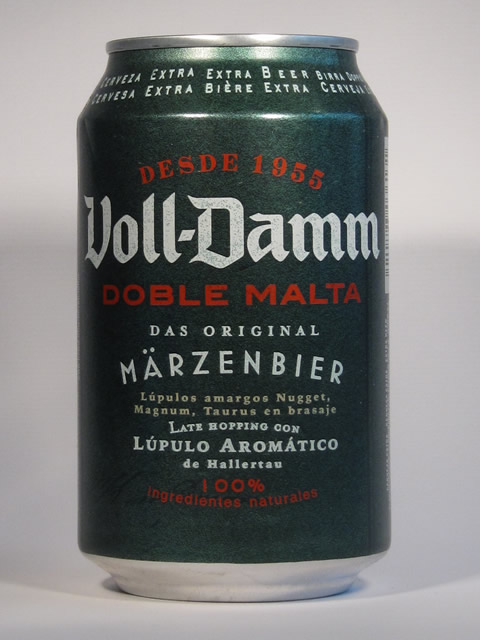 CERVEZA EXTRA EXTRA BEER BIRRA
CERVESA EXTRA BIÈRE EXTRA CERVEJA
DESDE 1955
Voll-Damm
DOBLE MALTA
DAS ORIGINAL
MÄRZENBIER
Lúpulos amargos Nugget,
Magnum, Taurus en brasaje
LATE HOPPING CON
LÚPULO AROMÁTICO
de Hallertau
100%
ingredientes naturales